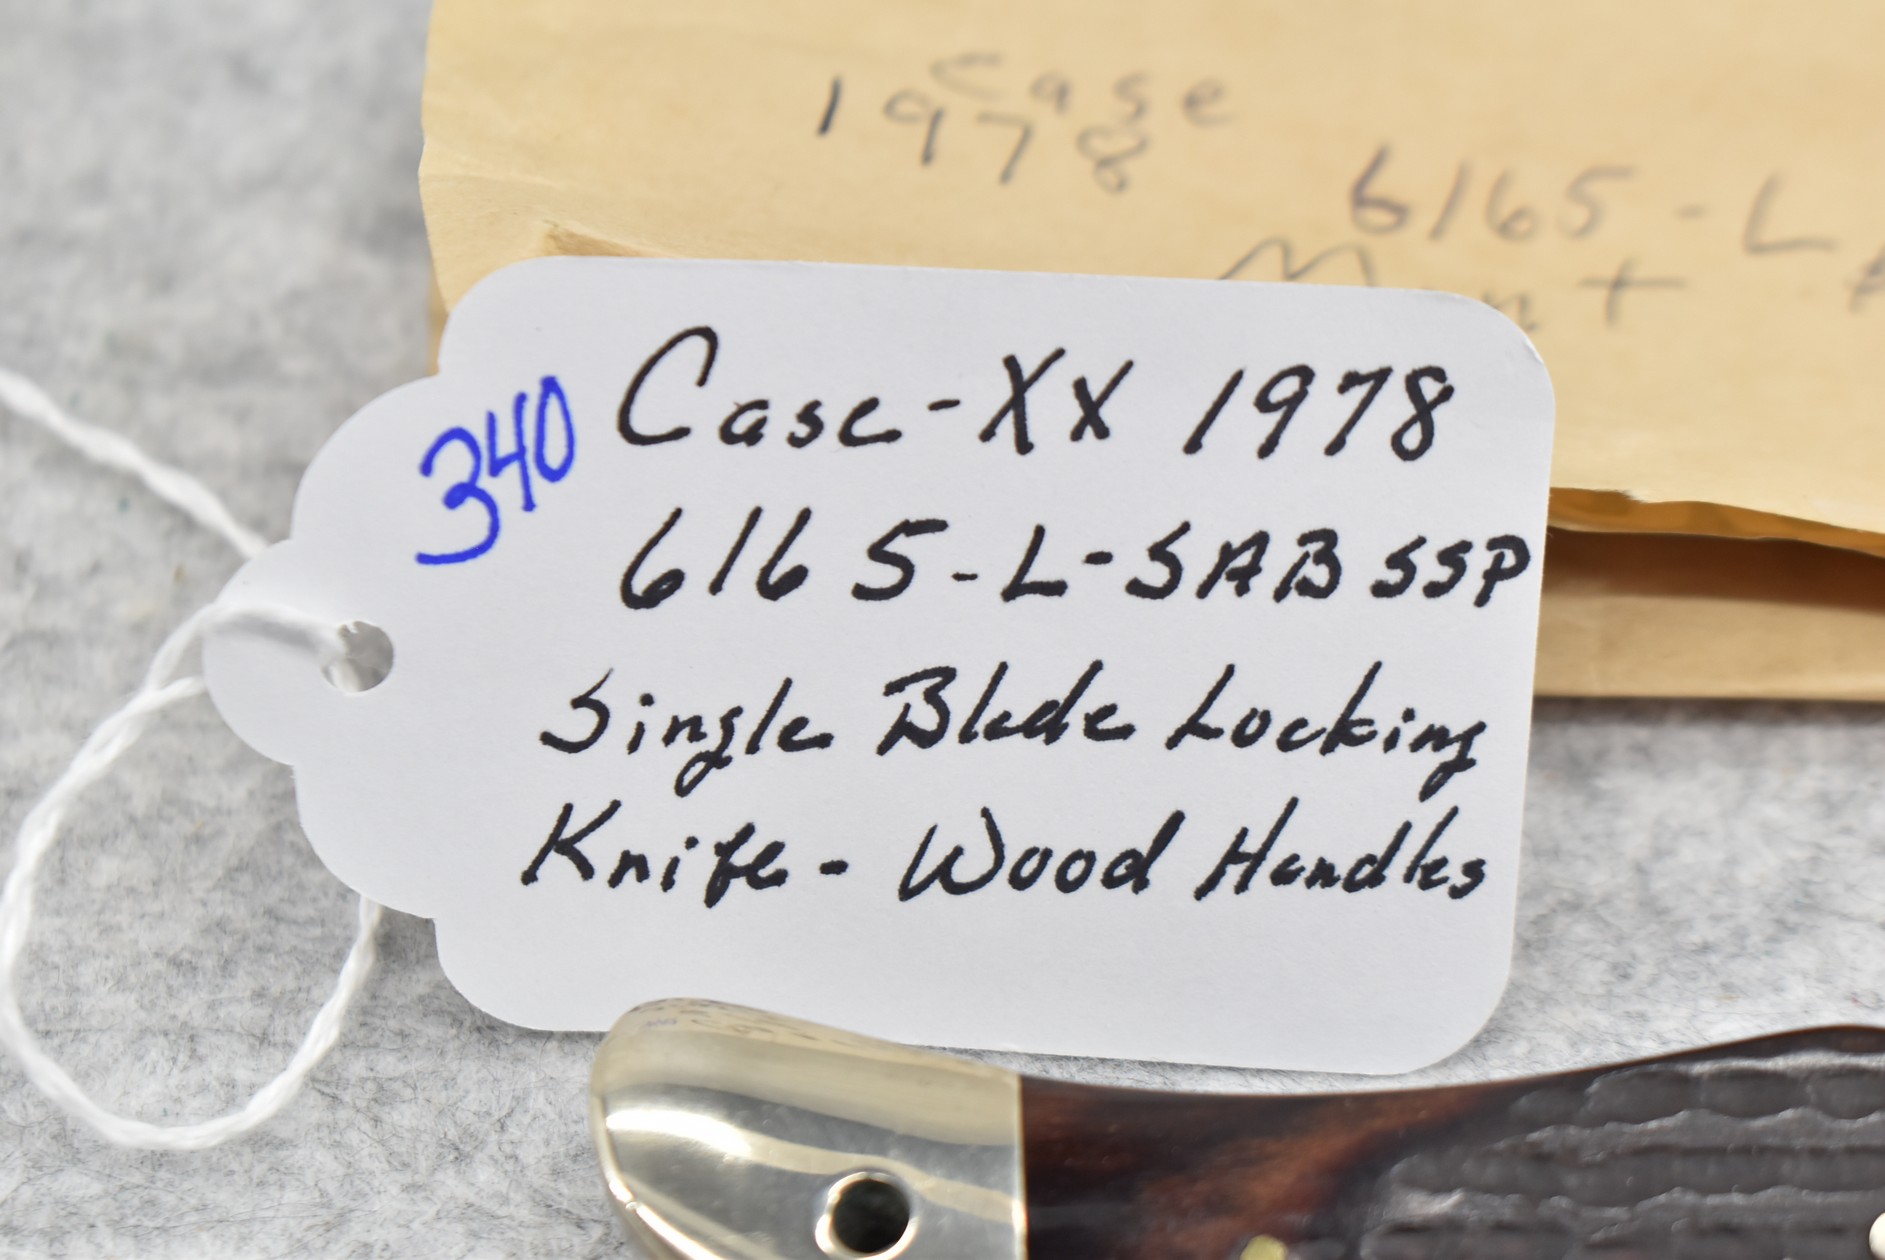 Case
1978
6165-L
Mint
340
Case-XX 1978
6165-L-SAB SSP
Single Blade Locking
Knife - Wood Handles